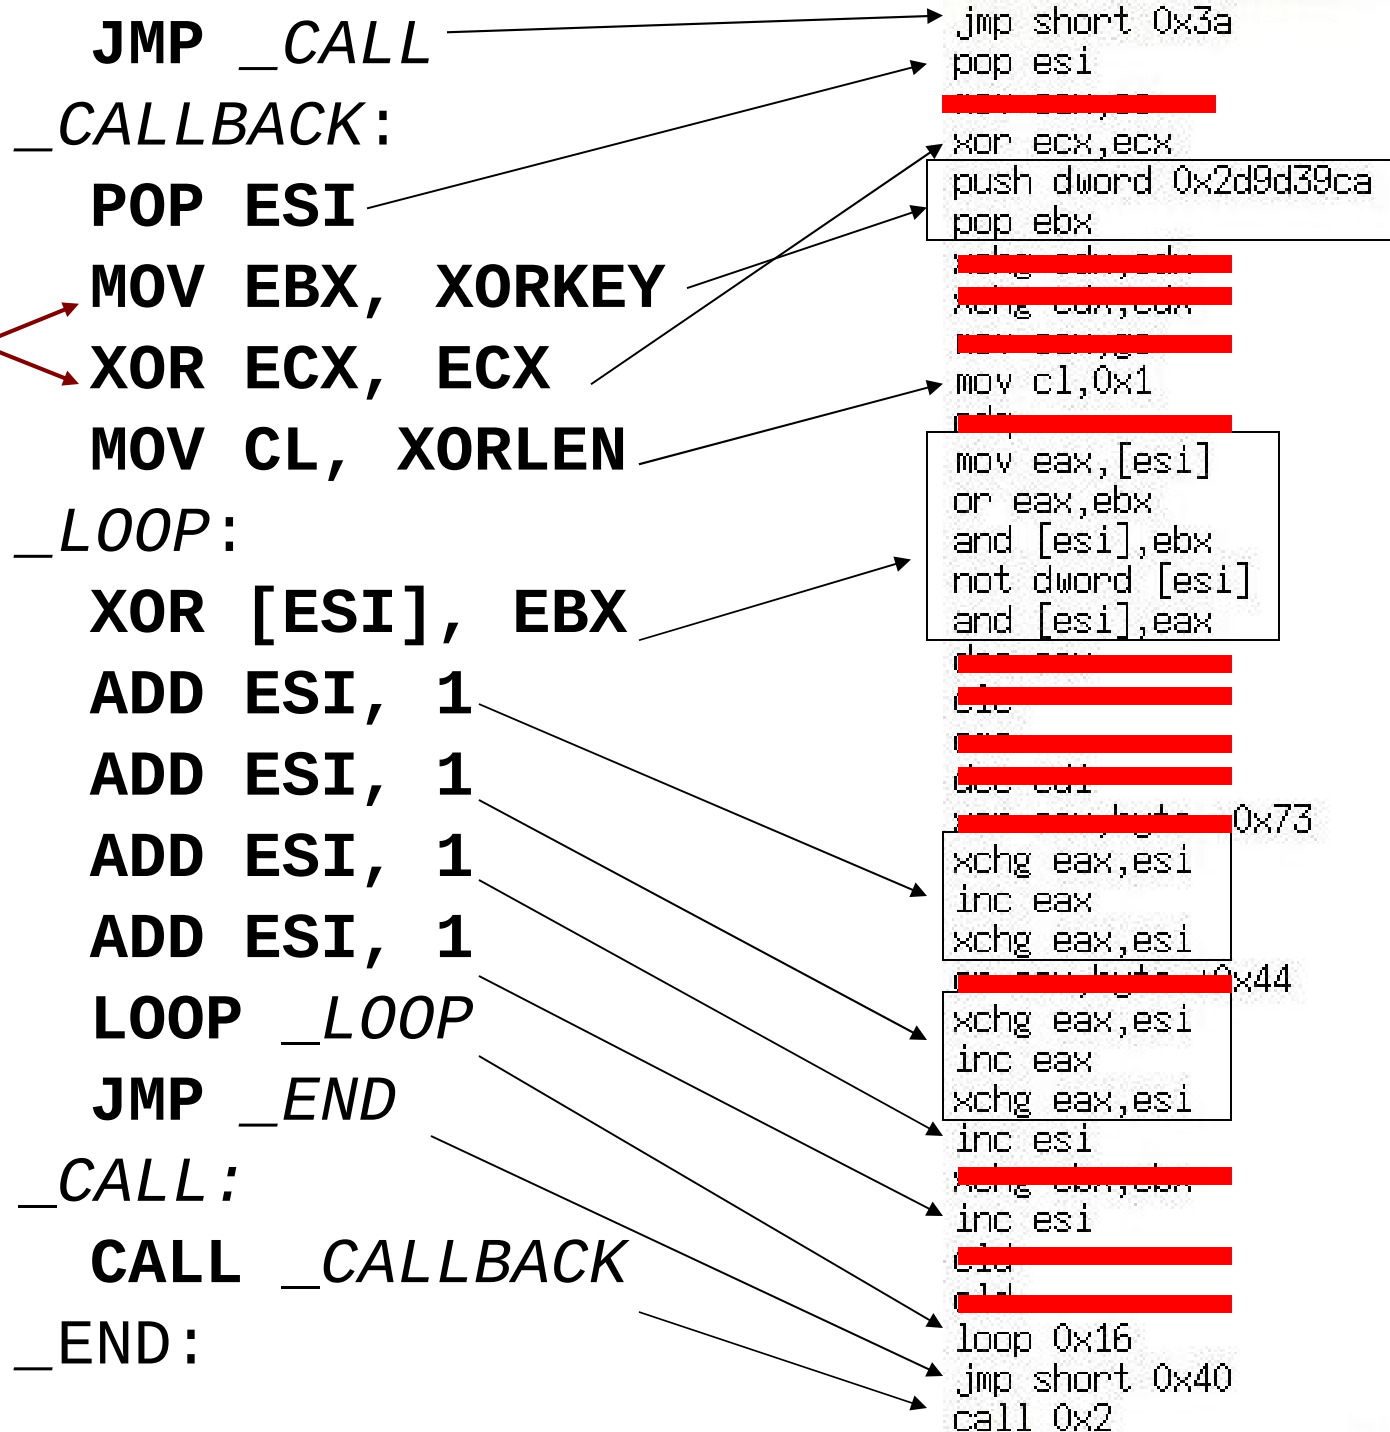 JMP _CALL
_CALLBACK:
POP ESI
MOV EBX, XORKEY
XOR ECX, ECX
MOV CL, XORLEN
_LOOP:
XOR [ESI], EBX
ADD ESI, 1
ADD ESI, 1
ADD ESI, 1
ADD ESI, 1
LOOP _LOOP
JMP _END
_CALL:
CALL _CALLBACK
_END:
jmp short 0x3a
pop esi
xor ecx,ecx
push dword 0x2d9d39ca
pop ebx
mov cl,0x1
mov eax,[esi]
or eax,ebx
and [esi],ebx
not dword [esi]
and [esi],eax
0x73
xchg eax,esi
inc eax
xchg eax,esi
0x44
xchg eax,esi
inc eax
xchg eax,esi
inc esi
inc esi
loop 0x16
jmp short 0x40
call 0x2